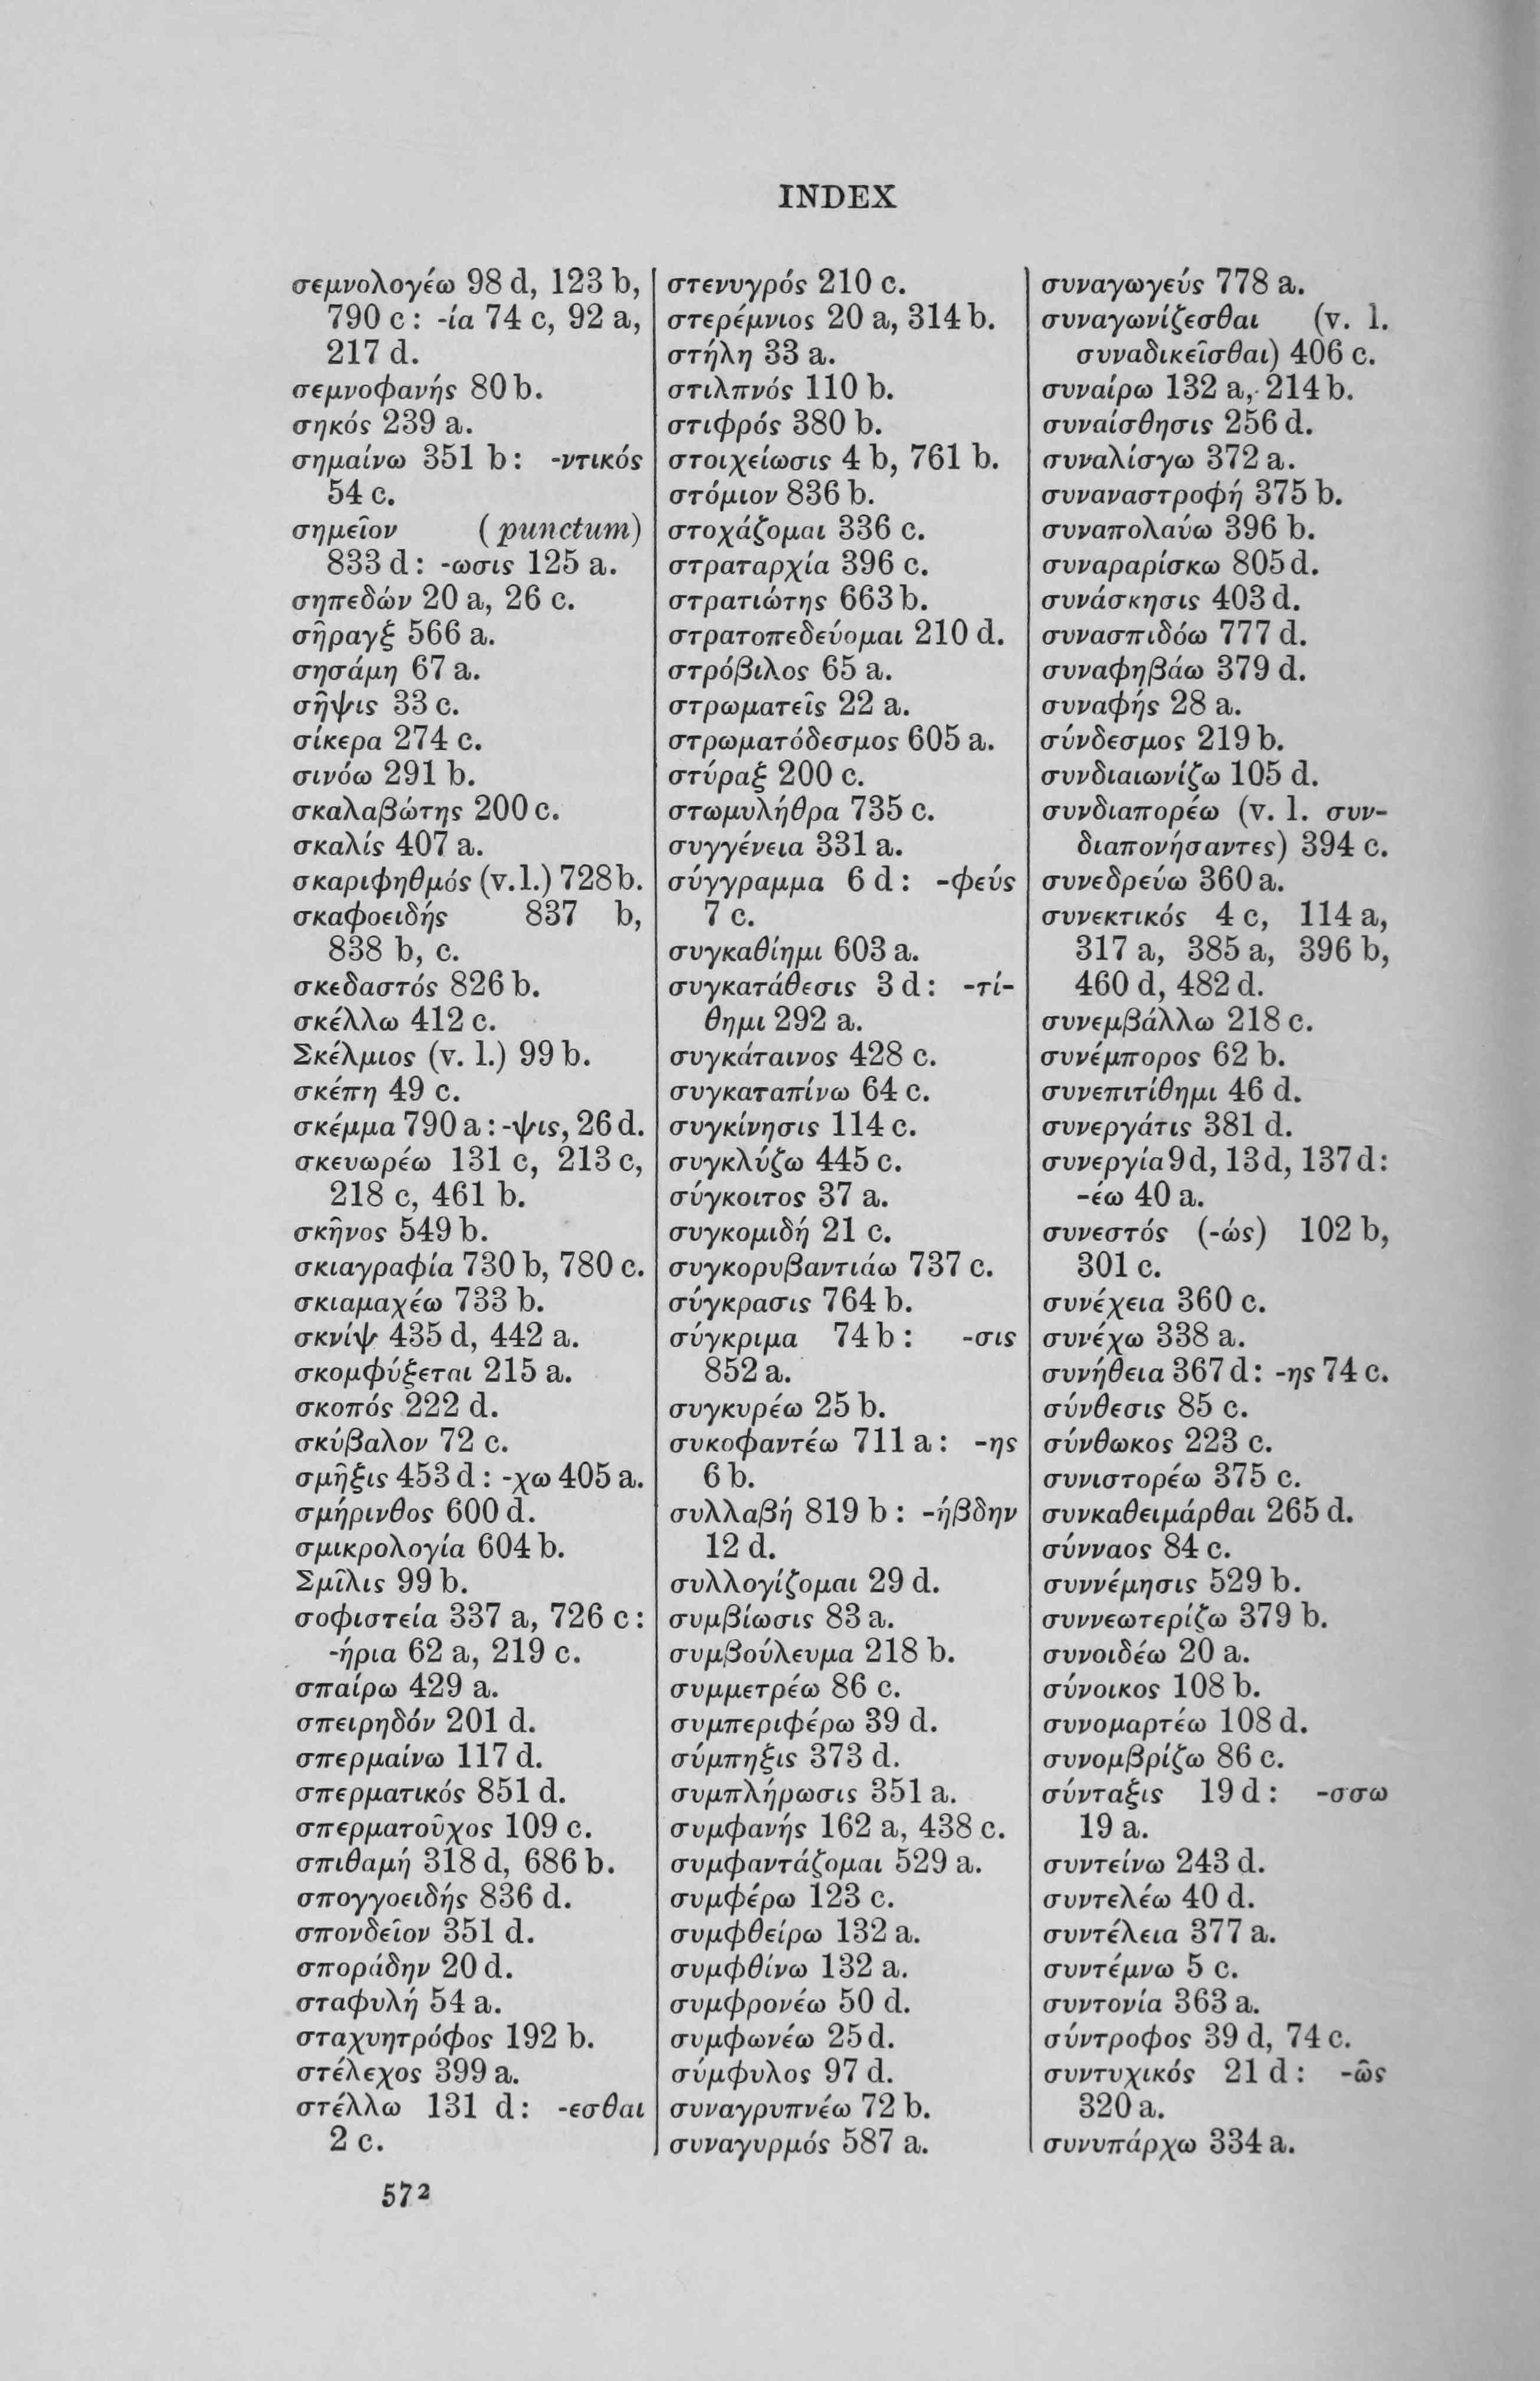 INDEX
σεμνολογέω 98 d, 123 b,
790 c : -ία 74 c, 92 a,
217 d.
σεμνοφανής 80 b.
σηκός 239 a.
σημαίνω 351 b : -ντικός
54 c.
σημεῖον (punctum)
833 d : -ωσις 125 a.
σηπεδών 20 a, 26 c.
σῆραγξ 566 a.
σησάμη 67 a.
σῆψις 33 c.
σίκερα 274 c.
σινόω 291 b.
σκαλαβώτης 200 c.
σκαλίς 407 a.
σκαριφηθμός (v.l.) 728 b.
σκαφοειδής 837 b,
838 b, c.
σκεδαστός 826 b.
σκέλλω 412 c.
Σκέλμιος (v. l.) 99 b.
σκέπη 49 c.
σκέμμα 790 a : -ψις, 26 d.
σκευωρέω 131 c, 213 c,
218 c, 461 b.
σκῆνος 549 b.
σκιαγραφία 730 b, 780 c.
σκιαμαχέω 733 b.
σκνίψ 435 d, 442 a.
σκομφύξεται 215 a.
σκοπός 222 d.
σκύβαλον 72 c.
σμῆξις 453 d : -χω 405 a.
σμήρινθος 600 d.
σμικρολογία 604 b.
Σμῖλις 99 b.
σοφιστεία 337 a, 726 c :
-ήρια 62 a, 219 c.
σπαίρω 429 a.
σπειρηδόν 201 d.
σπερμαίνω 117 d.
σπερματικός 851 d.
σπερματοῦχος 109 c.
σπιθαμή 318 d, 686 b.
σπογγοειδής 836 d.
σπονδεῖον 351 d.
σποράδην 20 d.
σταφυλή 54 a.
σταχυητρόφος 192 b.
στέλεχος 399 a.
στέλλω 131 d : -εσθαι
2 c.
στενυγρός 210 c.
στερέμνιος 20 a, 314 b.
στήλη 33 a.
στιλπνός 110 b.
στιφρός 380 b.
στοιχείωσις 4 b, 761 b.
στόμιον 836 b.
στοχάζομαι 336 c.
στραταρχία 396 c.
στρατιώτης 663 b.
στρατοπεδεύομαι 210 d.
στρόβιλος 65 a.
στρωματεῖς 22 a.
στρωματόδεσμος 605 a.
στύραξ 200 c.
στωμυλήθρα 735 c.
συγγένεια 331 a.
σύγγραμμα 6 d : -φεύς
7 c.
συγκαθίημι 603 a.
συγκατάθεσις 3 d : -τί-
θημι 292 a.
συγκάταινος 428 c.
συγκαταπίνω 64 c.
συγκίνησις 114 c.
συγκλύζω 445 c.
σύγκοιτος 37 a.
συγκομιδή 21 c.
συγκορυβαντιάω 737 c.
σύγκρασις 764 b.
σύγκριμα 74 b : -σις
852 a.
συγκυρέω 25 b.
συκοφαντέω 711 a : -ης
6 b.
συλλαβή 819 b : -ήβδην
12 d.
συλλογίζομαι 29 d.
συμβίωσις 83 a.
συμβούλευμα 218 b.
συμμετρέω 86 c.
συμπεριφέρω 39 d.
σύμπηξις 373 d.
συμπλήρωσις 351 a.
συμφανής 162 a, 438 c.
συμφαντάζομαι 529 a.
συμφέρω 123 c.
συμφθείρω 132 a.
συμφθίνω 132 a.
συμφρονέω 50 d.
συμφωνέω 25 d.
σύμφυλος 97 d.
συναγρυπνέω 72 b.
συναγυρμός 587 a.
συναγωγεύς 778 a.
συναγωνίζεσθαι (v. l.
συναδικεῖσθαι) 406 c.
συναίρω 132 a, 214 b.
συναίσθησις 256 d.
συναλίσγω 372 a.
συναναστροφή 375 b.
συναπολαύω 396 b.
συναραρίσκω 805 d.
συνάσκησις 403 d.
συνασπιδόω 777 d.
συναφηβάω 379 d.
συναφής 28 a.
σύνδεσμος 219 b.
συνδιαιωνίζω 105 d.
συνδιαπορέω (v. l. συν-
διαπονήσαντες) 394 c.
συνεδρεύω 360 a.
συνεκτικός 4 c, 114 a,
317 a, 385 a, 396 b,
460 d, 482 d.
συνεμβάλλω 218 c.
συνέμπορος 62 b.
συνεπιτίθημι 46 d.
συνεργάτις 381 d.
συνεργία 9 d, 13 d, 137 d :
-έω 40 a.
συνεστός (-ώς) 102 b,
301 c.
συνέχεια 360 c.
συνέχω 338 a.
συνήθεια 367 d : -ης 74 c.
σύνθεσις 85 c.
σύνθωκος 223 c.
συνιστορέω 375 c.
συνκαθειμάρθαι 265 d.
σύνναος 84 c.
συννέμησις 529 b.
συννεωτερίζω 379 b.
συνοιδέω 20 a.
σύνοικος 108 b.
συνομαρτέω 108 d.
συνομβρίζω 86 c.
σύνταξις 19 d : -σσω
19 a.
συντείνω 243 d.
συντελέω 40 d.
συντέλεια 377 a.
συντέμνω 5 c.
συντονία 363 a.
σύντροφος 39 d, 74 c.
συντυχικός 21 d : -ῶς
320 a.
συνυπάρχω 334 a.
572